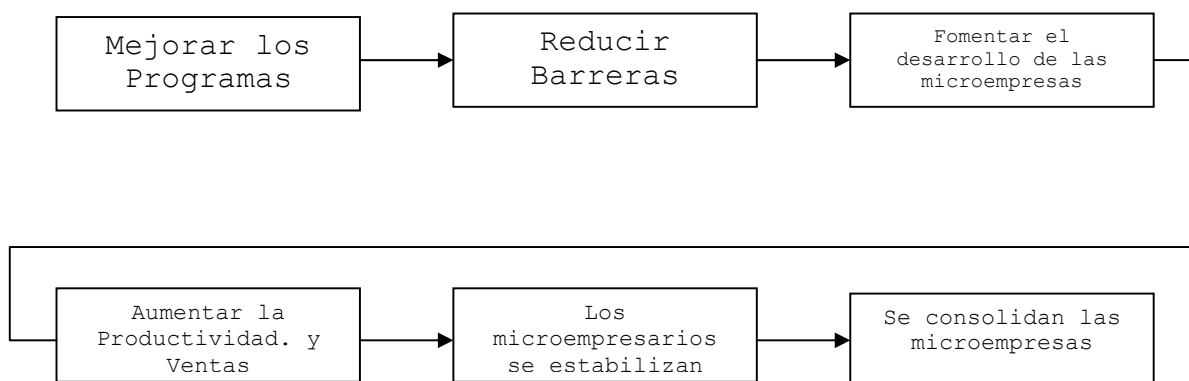 Mejorar los
Programas
Reducir
Barreras
Fomentar el
desarrollo de las
microempresas
Aumentar la
Productividad. y
Ventas
Los
microempresarios
se estabilizan
Se consolidan las
microempresas